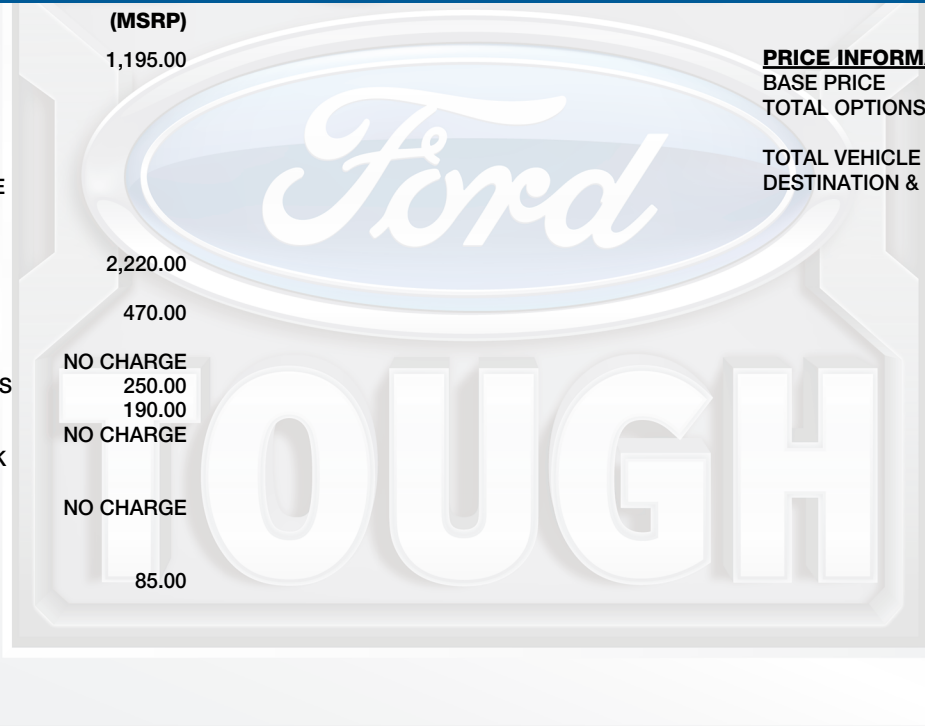 (MSRP)
1,195.00
E
2,220.00
470.00
NO CHARGE
S 250.00
190.00
NO CHARGE
K
NO CHARGE
85.00
PRICE INFORMA
BASE PRICE
TOTAL OPTIONS
TOTAL VEHICLE
DESTINATION &
Ford
TOUGH